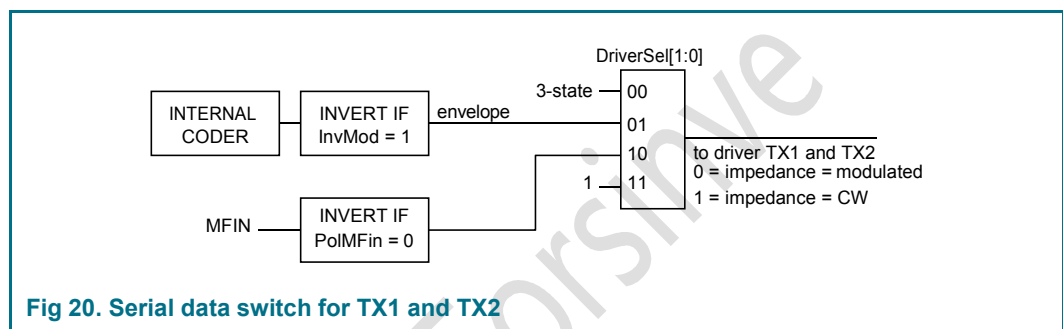 DriverSel[1:0]
3-state
00
INTERNAL
CODER
INVERT IF
InvMod = 1
envelope
01
10
1
11
to driver TX1 and TX2
0 = impedance = modulated
1 = impedance = CW
MFIN
INVERT IF
PolMFin = 0
Fig 20. Serial data switch for TX1 and TX2